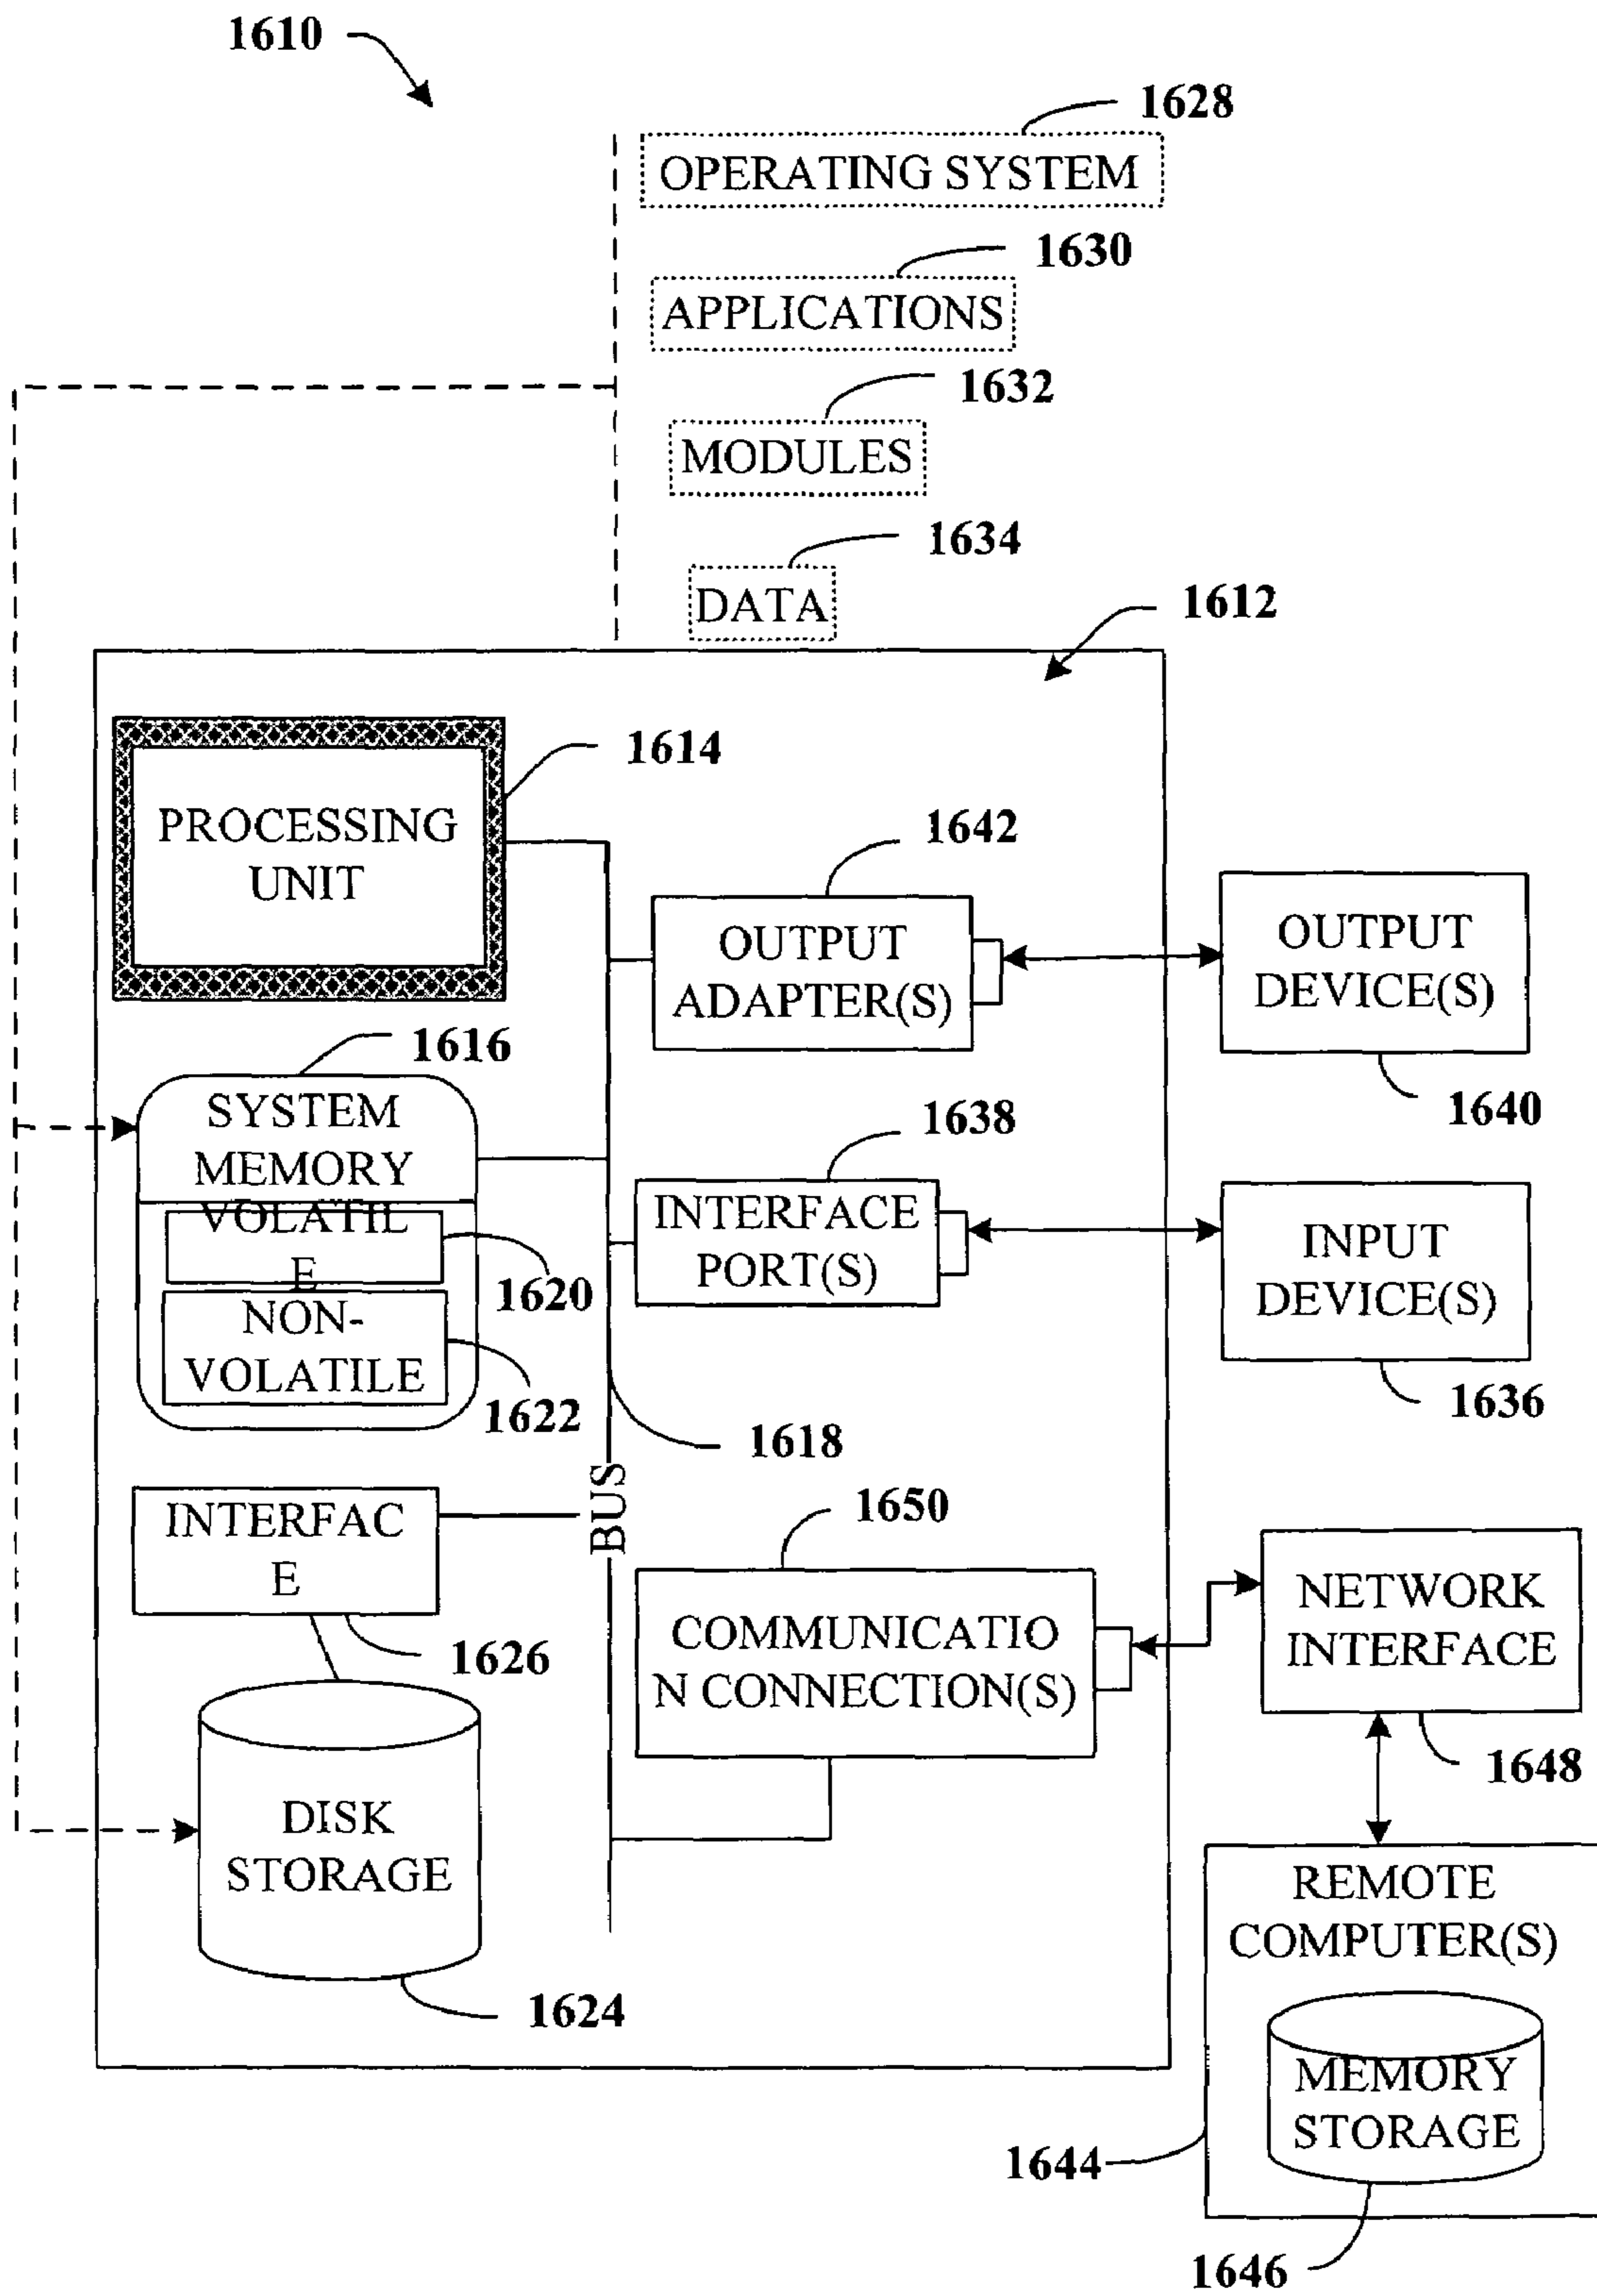 1610
1628
OPERATING SYSTEM
1630
APPLICATIONS
1632
MODULES
1634
DATA
1612
1614
PROCESSING
UNIT
1642
OUTPUT
ADAPTER(S)
OUTPUT
DEVICE(S)
1640
1616
SYSTEM
MEMORY
VOLATIL
E
1620
NON-
VOLATILE
1622
1638
INTERFACE
PORT(S)
INPUT
DEVICE(S)
1636
1618
BUS
INTERFAC
E
1626
1650
COMMUNICATIO
N CONNECTION(S)
NETWORK
INTERFACE
1648
DISK
STORAGE
1624
REMOTE
COMPUTER(S)
MEMORY
STORAGE
1644
1646